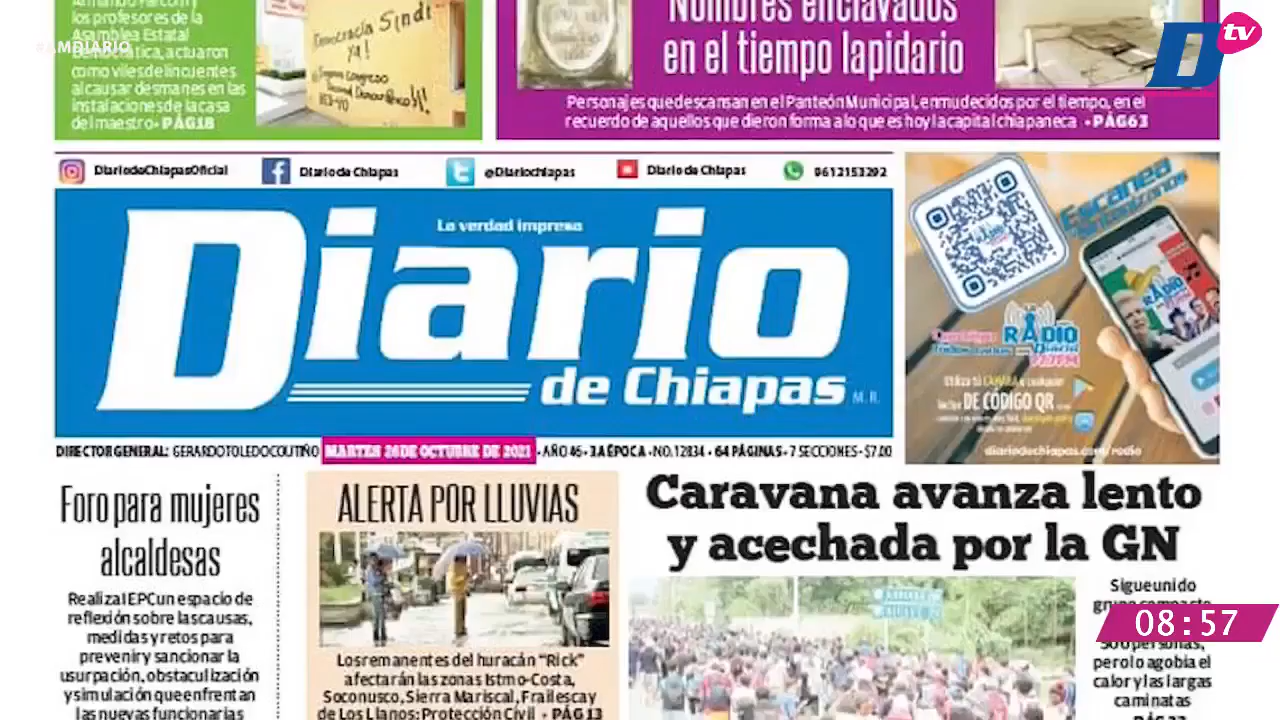 los profesores de la
Asamblea Estatal
#AMDIARIO
Democrática, actuaron
como viles delincuentes
al causar desmanes en las
instalaciones de la casa
del maestro • PÁG 18
Democracia Sindi
ya!
Nombres enclavados
en el tiempo lapidario
Personajes que descansan en el Panteón Municipal, enmudecidos por el tiempo, en el
recuerdo de aquellos que dieron forma a lo que es hoy la capital chiapaneca • PÁG 63
D tv
DiariodeChiapasOficial
Diario de Chiapas
@Diariochiapas
Diario de Chiapas
9612153292
La verdad impresa
Diario
de Chiapas M.R.
Escanea
RADIO
DE CÓDIGO QR
diariodechiapas.com/radio
DIRECTOR GENERAL: GERARDO TOLEDO COUTIÑO MARTES 26 DE OCTUBRE DE 2021 • AÑO 46 • 3A ÉPOCA • NO. 12834 • 64 PÁGINAS • 7 SECCIONES • $7.00
Foro para mujeres
alcaldesas
Realiza IEPC un espacio de
reflexión sobre las causas,
medidas y retos para
prevenir y sancionar la
usurpación, obstaculización
y simulación que enfrentan
las nuevas funcionarias
ALERTA POR LLUVIAS
Los remanentes del huracán “Rick”
afectarán las zonas Istmo-Costa,
Soconusco, Sierra Mariscal, Frailesca y
de Los Llanos: Protección Civil • PÁG 13
Caravana avanza lento
y acechada por la GN
Sigue unido
personas,
pero lo agobia el
calor y las largas
caminatas
08:57